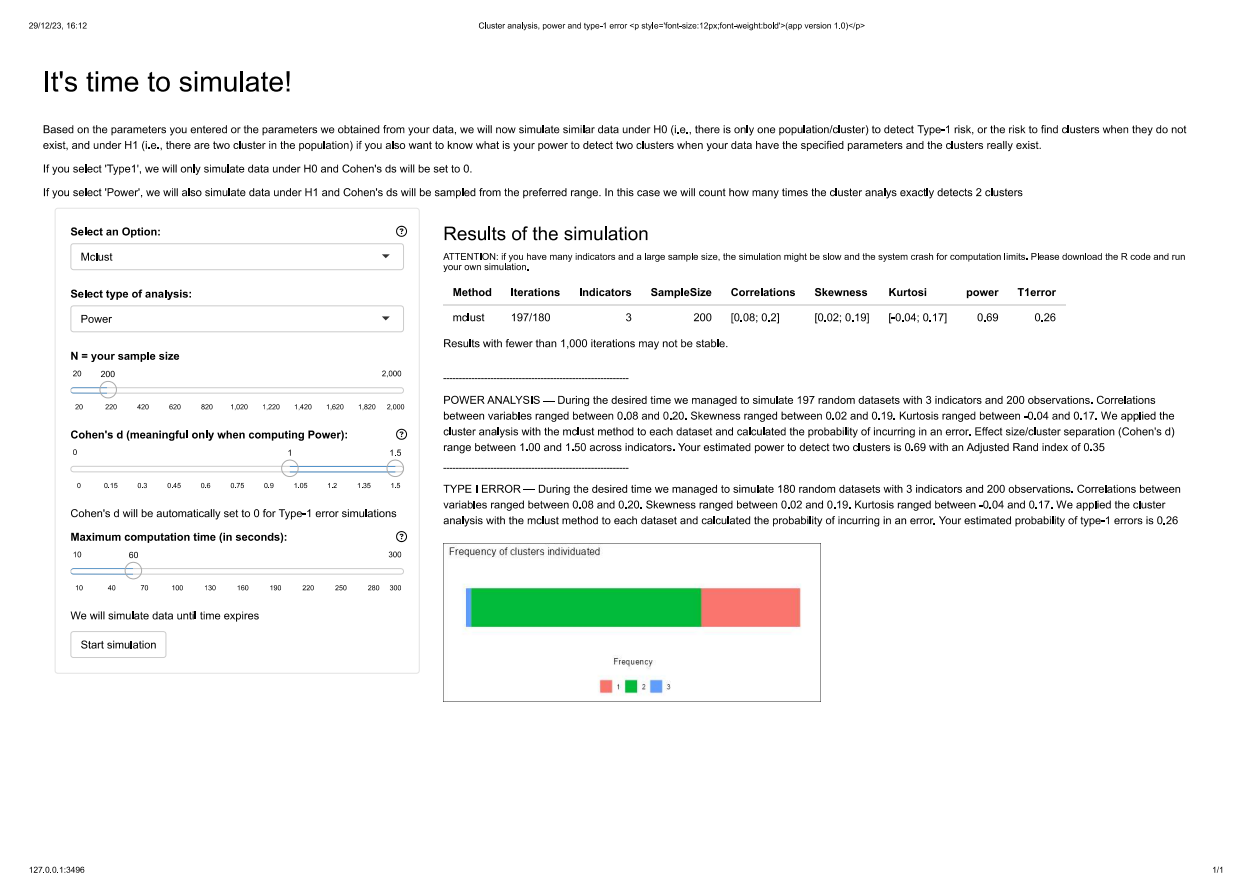 29/12/23, 16:12
Cluster analysis, power and type-1 error <p style='font-size:12px;font-weight:bold'>(app version 1.0)</p>
It's time to simulate!
Based on the parameters you entered or the parameters we obtained from your data, we will now simulate similar data under H0 (i.e., there is only one population/cluster) to detect Type-1 risk, or the risk to find clusters when they do not
exist, and under H1 (i.e., there are two cluster in the population) if you also want to know what is your power to detect two clusters when your data have the specified parameters and the clusters really exist.
If you select 'Type1', we will only simulate data under H0 and Cohen's ds will be set to 0.
If you select 'Power', we will also simulate data under H1 and Cohen's ds will be sampled from the preferred range. In this case we will count how many times the cluster analys exactly detects 2 clusters
Select an Option:
Mclust
Select type of analysis:
Power
N = your sample size
20 200 2,000
20 220 420 620 820 1,020 1,220 1,420 1,620 1,820 2,000
Cohen's d (meaningful only when computing Power):
0 1 1.5
0 0.15 0.3 0.45 0.6 0.75 0.9 1.05 1.2 1.35 1.5
Cohen's d will be automatically set to 0 for Type-1 error simulations
Maximum computation time (in seconds):
10 60 300
10 40 70 100 130 160 190 220 250 280 300
We will simulate data until time expires
Start simulation
Results of the simulation
ATTENTION: if you have many indicators and a large sample size, the simulation might be slow and the system crash for computation limits. Please download the R code and run
your own simulation.
Method Iterations Indicators SampleSize Correlations Skewness Kurtosi power T1error
mclust 197/180 3 200 [0.08; 0.2] [0.02; 0.19] [-0.04; 0.17] 0.69 0.26
Results with fewer than 1,000 iterations may not be stable.
------------------------------------------------------------
POWER ANALYSIS — During the desired time we managed to simulate 197 random datasets with 3 indicators and 200 observations. Correlations
between variables ranged between 0.08 and 0.20. Skewness ranged between 0.02 and 0.19. Kurtosis ranged between -0.04 and 0.17. We applied the
cluster analysis with the mclust method to each dataset and calculated the probability of incurring in an error. Effect size/cluster separation (Cohen's d)
range between 1.00 and 1.50 across indicators. Your estimated power to detect two clusters is 0.69 with an Adjusted Rand index of 0.35
------------------------------------------------------------
TYPE I ERROR — During the desired time we managed to simulate 180 random datasets with 3 indicators and 200 observations. Correlations between
variables ranged between 0.08 and 0.20. Skewness ranged between 0.02 and 0.19. Kurtosis ranged between -0.04 and 0.17. We applied the cluster
analysis with the mclust method to each dataset and calculated the probability of incurring in an error. Your estimated probability of type-1 errors is 0.26
Frequency of clusters individuated
Frequency
1 2 3
127.0.0.1:3496
1/1